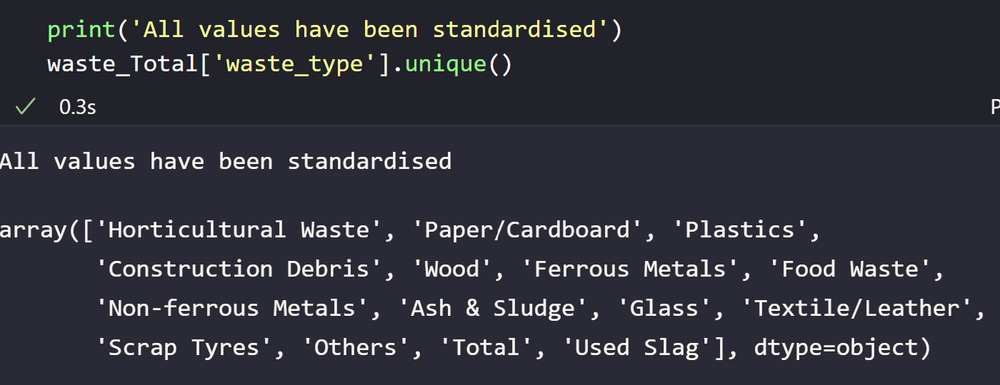 print('All values have been standardised')
waste_Total['waste_type'].unique()
0.3s
P
All values have been standardised
array(['Horticultural Waste', 'Paper/Cardboard', 'Plastics',
'Construction Debris', 'Wood', 'Ferrous Metals', 'Food Waste',
'Non-ferrous Metals', 'Ash & Sludge', 'Glass', 'Textile/Leather',
'Scrap Tyres', 'Others', 'Total', 'Used Slag'], dtype=object)